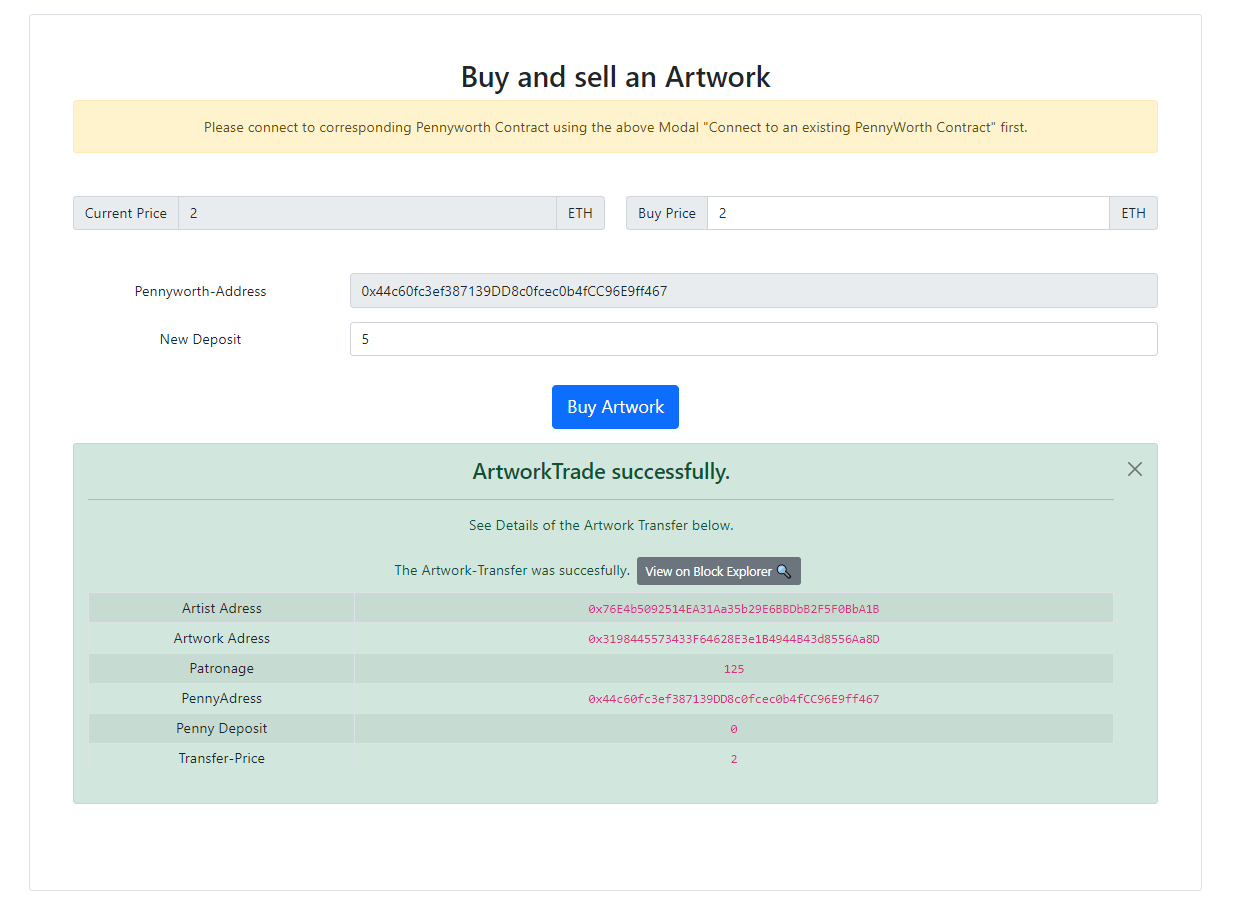 Buy and sell an Artwork
Please connect to corresponding Pennyworth Contract using the above Modal "Connect to an existing PennyWorth Contract" first.
Current Price 2 ETH Buy Price 2 ETH
Pennyworth-Address 0x44c60fc3ef387139DD8c0fcec0b4fCC96E9ff467
New Deposit 5
Buy Artwork
ArtworkTrade successfully.
See Details of the Artwork Transfer below.
The Artwork-Transfer was succesfully. View on Block Explorer
Artist Adress 0x76E4b5092514EA31Aa35b29E6BBDbB2F5F0BbA1B
Artwork Adress 0x3198445573433F64628E3e1B4944B43d8556Aa8D
Patronage 125
PennyAdress 0x44c60fc3ef387139DD8c0fcec0b4fCC96E9ff467
Penny Deposit 0
Transfer-Price 2